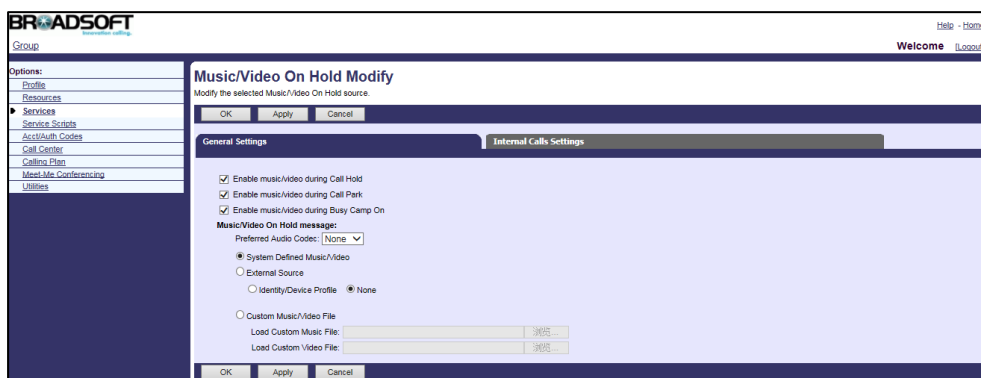 BROADSOFT
Innovation calling.
Help - Home
Group
Welcome [Logout
Options:
Profile
Resources
Services
Service Scripts
Acct/Auth Codes
Call Center
Calling Plan
Meet-Me Conferencing
Utilities
Music/Video On Hold Modify
Modify the selected Music/Video On Hold source.
OK Apply Cancel
General Settings Internal Calls Settings
Enable music/video during Call Hold
Enable music/video during Call Park
Enable music/video during Busy Camp On
Music/Video On Hold message:
Preferred Audio Codec: None
System Defined Music/Video
External Source
Identity/Device Profile None
Custom Music/Video File
Load Custom Music File: 浏览...
Load Custom Video File: 浏览...
OK Apply Cancel